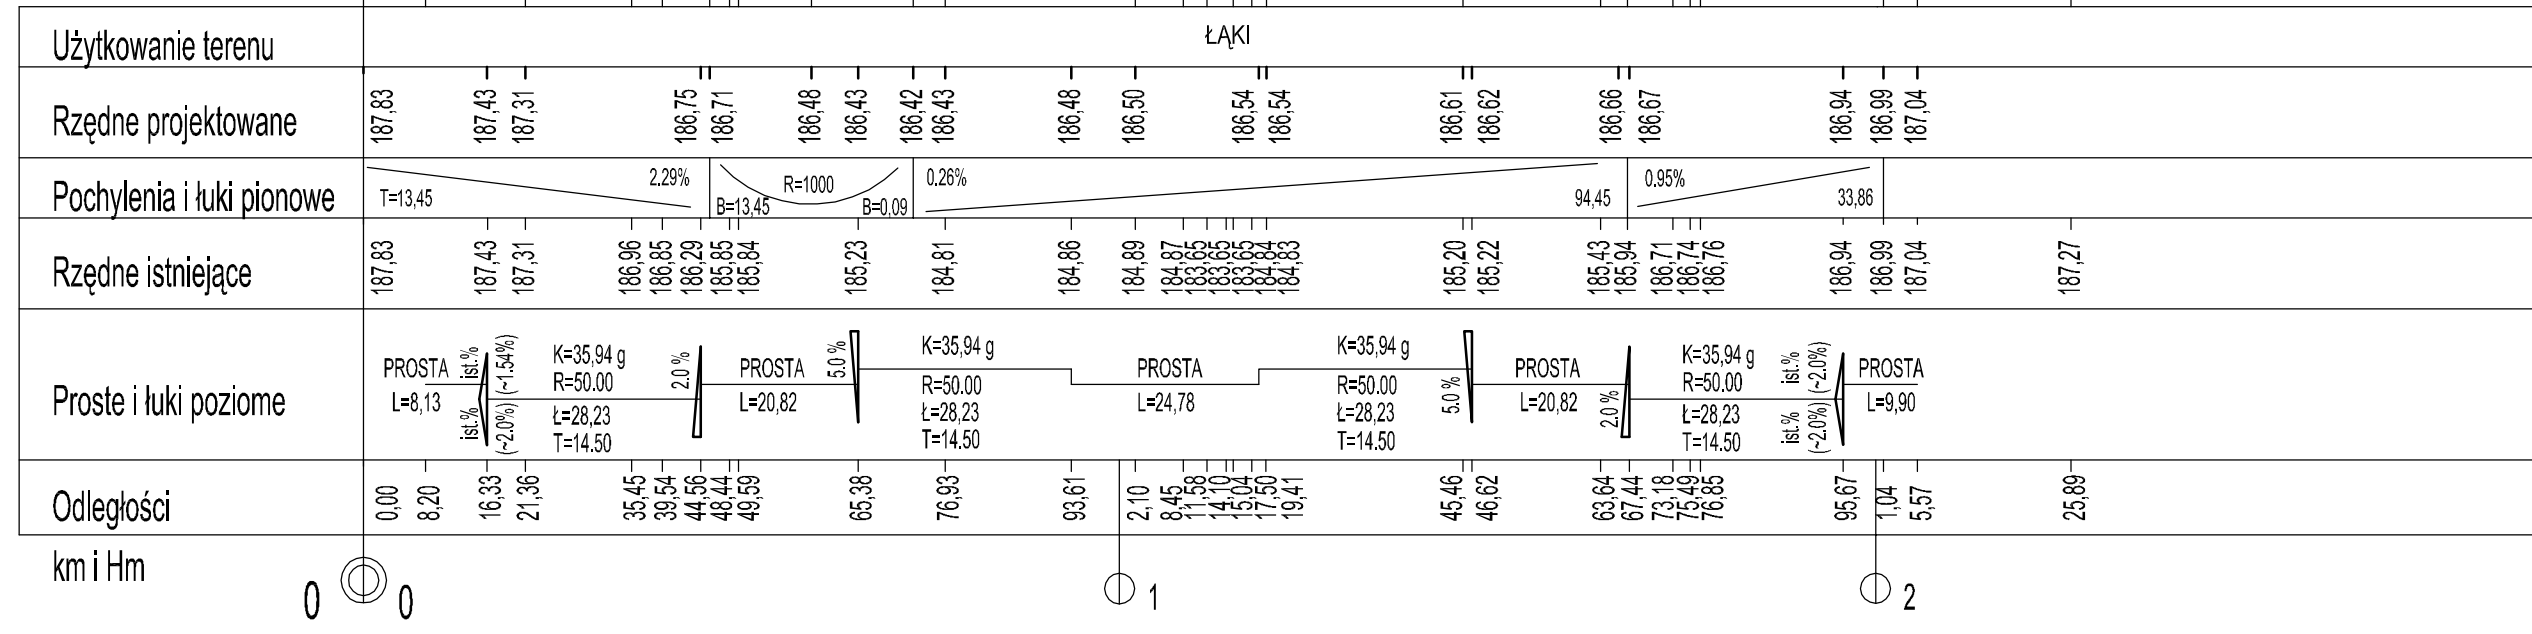 Użytkowanie terenu
ŁĄKI
Rzędne projektowane
187,83 187,43 187,31 186,75 186,71 186,48 186,43 186,42 186,43 186,48 186,50 186,54 186,54 186,61 186,62 186,66 186,67 186,94 186,99 187,04
Pochylenia i łuki pionowe
T=13,45 2.29% B=13,45 R=1000 B=0,09 0.26% 94,45 0.95% 33,86
Rzędne istniejące
187,83 187,43 187,31 186,96 186,85 186,29 185,85 185,84 185,23 184,81 184,86 184,89 184,87 183,65 183,65 183,65 184,84 184,83 185,20 185,22 185,43 185,94 186,71 186,74 186,76 186,94 186,99 187,04 187,27
Proste i łuki poziome
PROSTA
L=8,13
ist.% ist.%
(~2.0%) (~1.54%)
K=35,94 g
R=50.00
Ł=28,23
T=14.50
2.0 %
PROSTA
L=20,82
5.0 %
K=35,94 g
R=50.00
Ł=28,23
T=14.50
PROSTA
L=24,78
K=35,94 g
R=50.00
Ł=28,23
T=14.50
5.0 %
PROSTA
L=20,82
2.0 %
K=35,94 g
R=50.00
Ł=28,23
T=14.50
ist.% ist.%
(~2.0%) (~2.0%)
PROSTA
L=9,90
Odległości
0,00 8,20 16,33 21,36 35,45 39,54 44,56 48,44 49,59 65,38 76,93 93,61 2,10 8,45 11,58 14,10 15,04 17,50 19,41 45,46 46,62 63,64 67,44 73,18 75,49 76,85 95,67 1,04 5,57 25,89
km i Hm
0 0 1 2